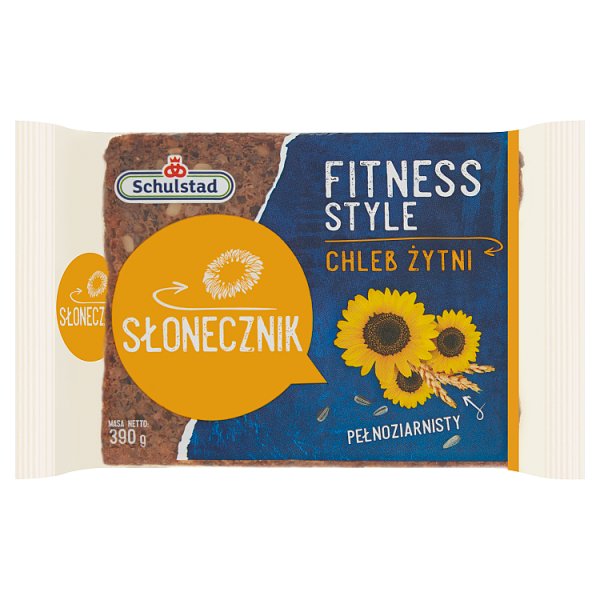 Schulstad
FITNESS
STYLE
CHLEB ŻYTNI
SŁONECZNIK
SŁONECZ
MASA NETTO:
390 g
PEŁNOZIARNISTY